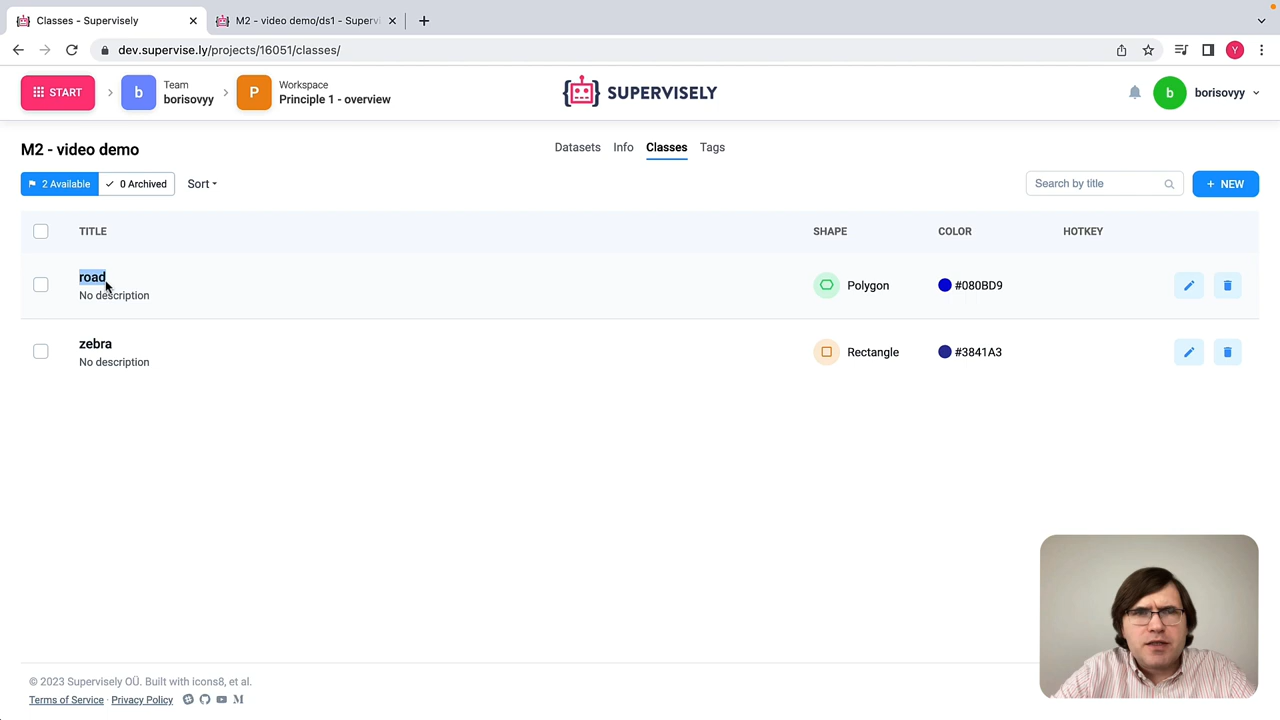 Classes - Supervisely
M2 - video demo/ds1 - Supervi
dev.supervise.ly/projects/16051/classes/
Y
START
b
Team
borisovyy
P
Workspace
Principle 1 - overview
SUPERVISELY
b
borisovyy
M2 - video demo
Datasets
Info
Classes
Tags
2 Available
0 Archived
Sort
Search by title
+ NEW
TITLE
SHAPE
COLOR
HOTKEY
road
No description
Polygon
#080BD9
zebra
No description
Rectangle
#3841A3
© 2023 Supervisely OÜ. Built with icons8, et al.
Terms of Service · Privacy Policy